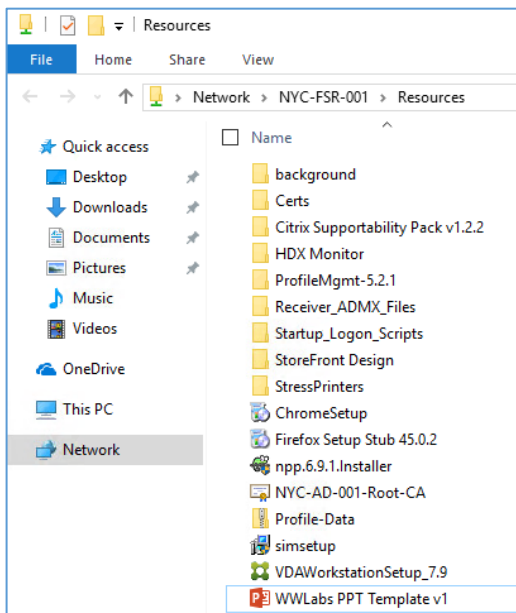 Resources
File Home Share View
Network > NYC-FSR-001 > Resources
Name
Quick access
Desktop
Downloads
Documents
Pictures
Music
Videos
OneDrive
This PC
Network
background
Certs
Citrix Supportability Pack v1.2.2
HDX Monitor
ProfileMgmt-5.2.1
Receiver_ADMX_Files
Startup_Logon_Scripts
StoreFront Design
StressPrinters
ChromeSetup
Firefox Setup Stub 45.0.2
npp.6.9.1.Installer
NYC-AD-001-Root-CA
Profile-Data
simsetup
VDAWorkstationSetup_7.9
WWLabs PPT Template v1